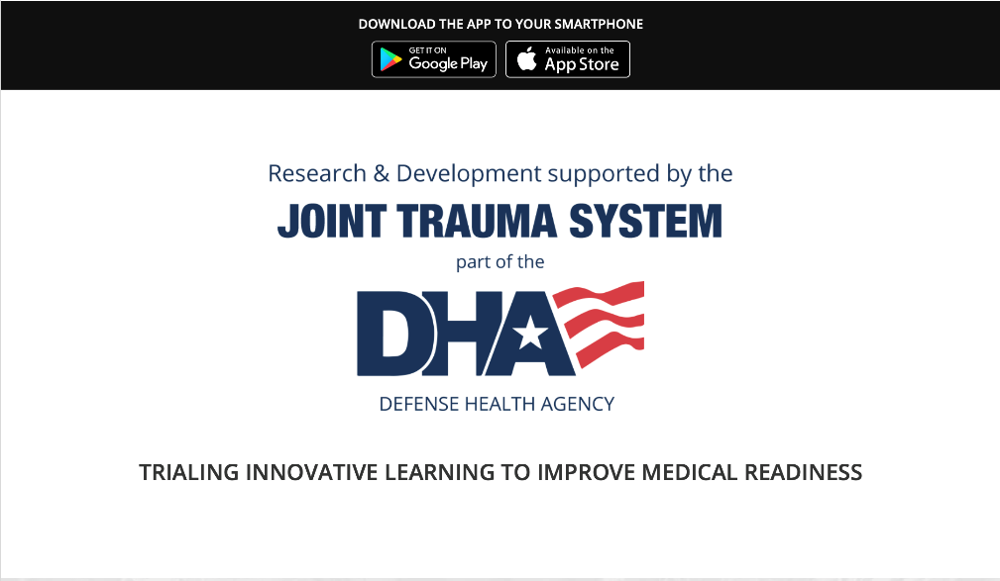 DOWNLOAD THE APP TO YOUR SMARTPHONE
GET IT ON
Google Play
Available on the
App Store
Research & Development supported by the
JOINT TRAUMA SYSTEM
part of the
DHA
DEFENSE HEALTH AGENCY
TRIALING INNOVATIVE LEARNING TO IMPROVE MEDICAL READINESS